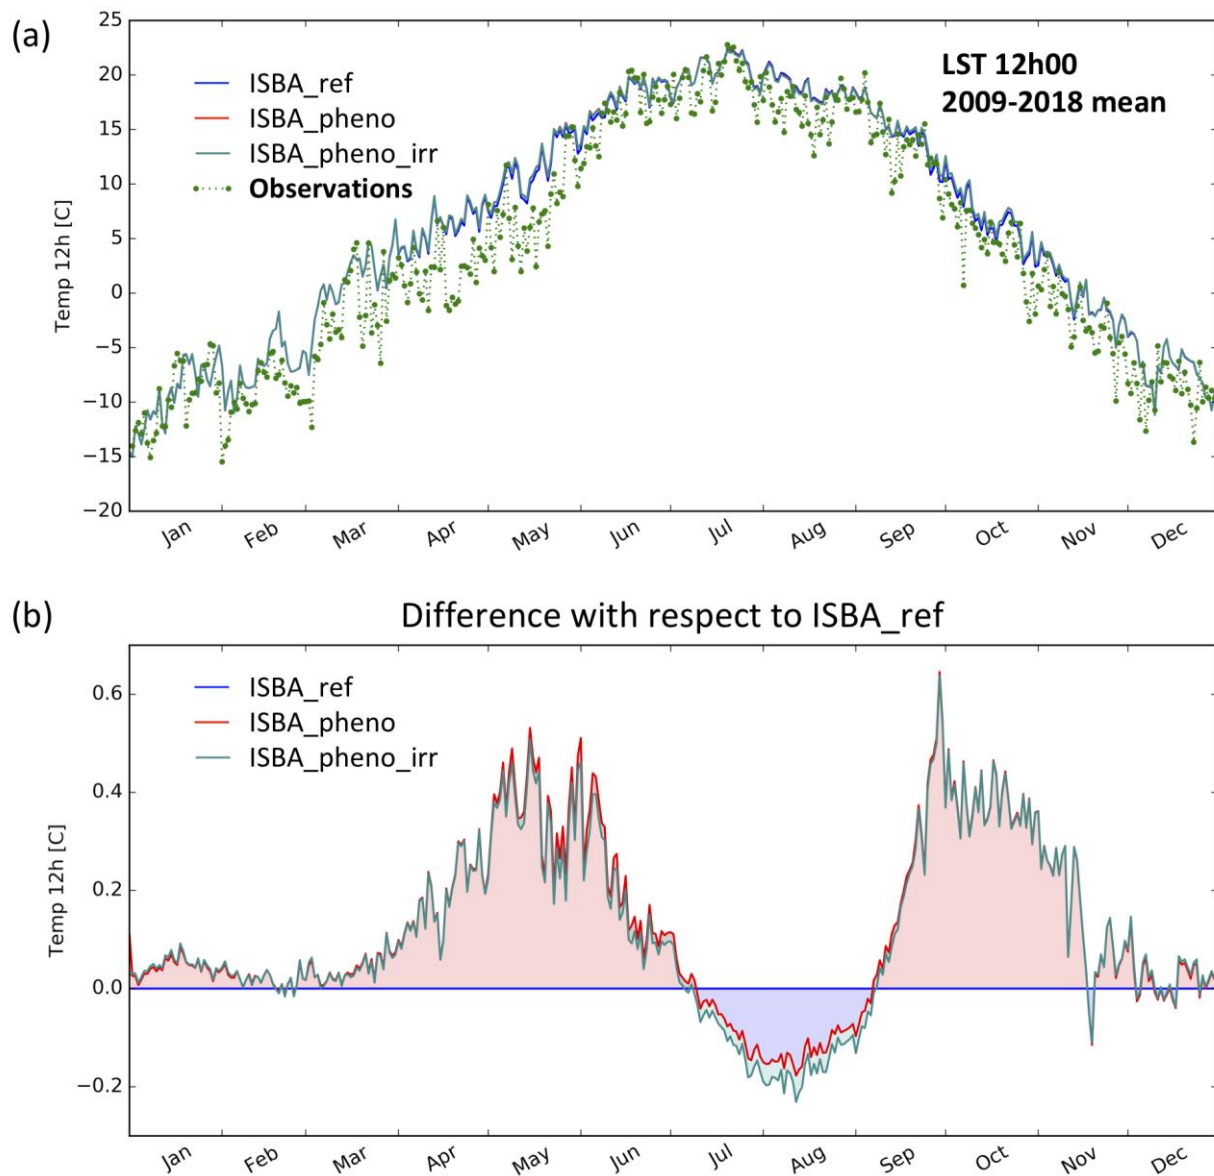 (a)
25
20
15
10
5
0
−5
−10
−15
−20
Temp 12h [C]
ISBA_ref
ISBA_pheno
ISBA_pheno_irr
Observations
LST 12h00
2009-2018 mean
Jan Feb Mar Apr May Jun Jul Aug Sep Oct Nov Dec
(b)
Difference with respect to ISBA_ref
0.6
0.4
0.2
0.0
−0.2
Temp 12h [C]
ISBA_ref
ISBA_pheno
ISBA_pheno_irr
Jan Feb Mar Apr May Jun Jul Aug Sep Oct Nov Dec